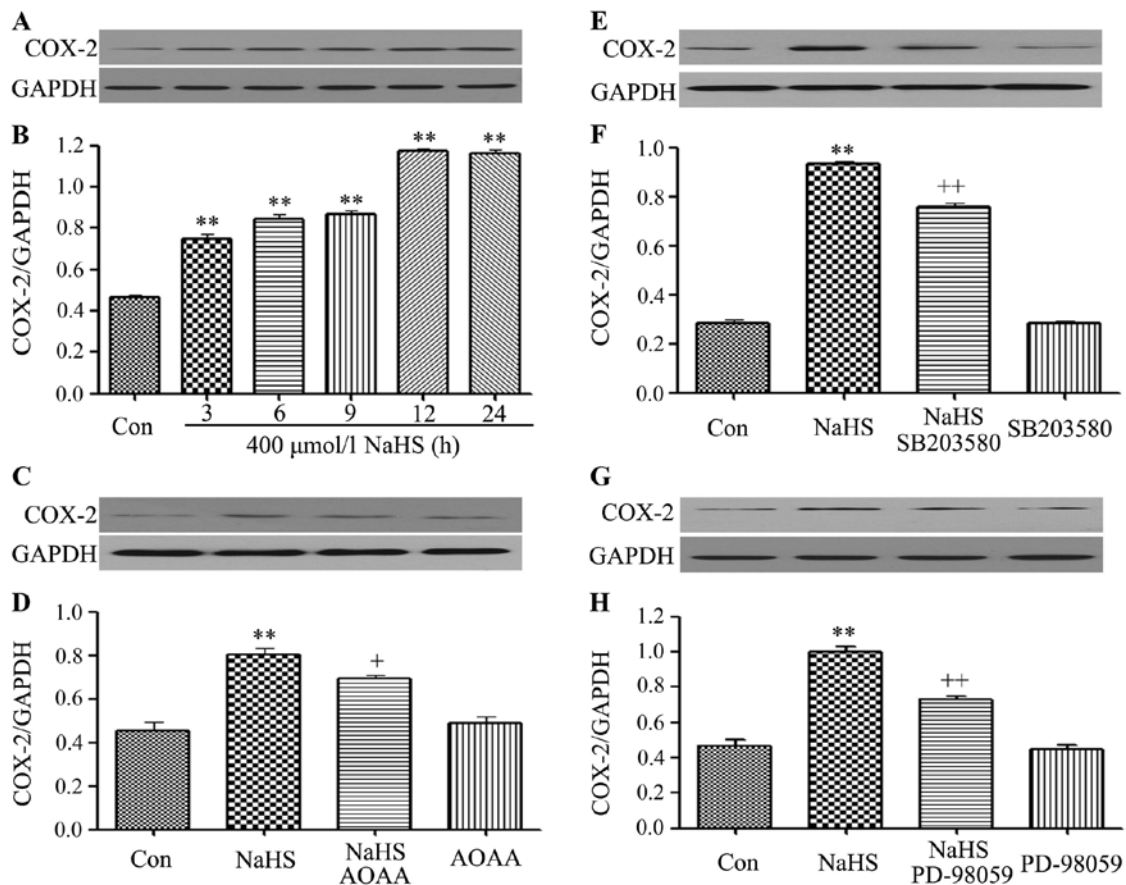 A
COX-2
GAPDH
B
COX-2/GAPDH
1.2
1.0
0.8
0.6
0.4
0.2
0.0
**
**
**
**
**
Con
3
6
9
12
24
400 μmol/l NaHS (h)
C
COX-2
GAPDH
D
COX-2/GAPDH
1.0
0.8
0.6
0.4
0.2
0.0
**
+
Con
NaHS
NaHS
AOAA
AOAA
E
COX-2
GAPDH
F
COX-2/GAPDH
1.0
0.8
0.6
0.4
0.2
0.0
**
++
Con
NaHS
NaHS
SB203580
SB203580
G
COX-2
GAPDH
H
COX-2/GAPDH
1.2
1.0
0.8
0.6
0.4
0.2
0.0
**
++
Con
NaHS
NaHS
PD-98059
PD-98059